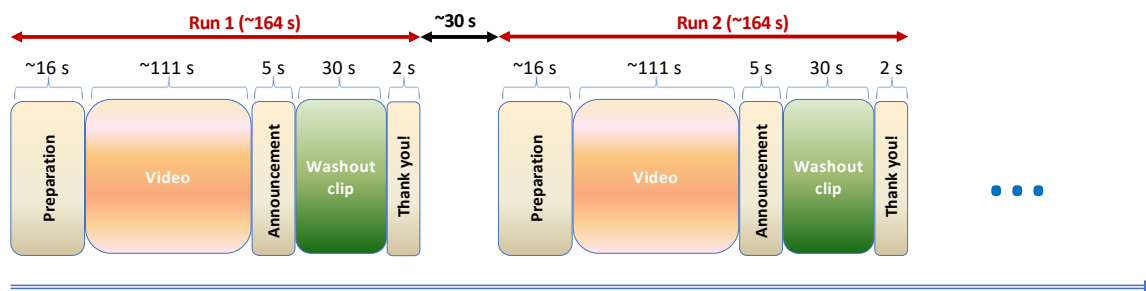 Run 1 (~164 s)
~30 s
Run 2 (~164 s)
~16 s
~111 s
5 s
30 s
2 s
~16 s
~111 s
5 s
30 s
2 s
Preparation
Video
Announcement
Washout
clip
Thank you!
Preparation
Video
Announcement
Washout
clip
Thank you!
...